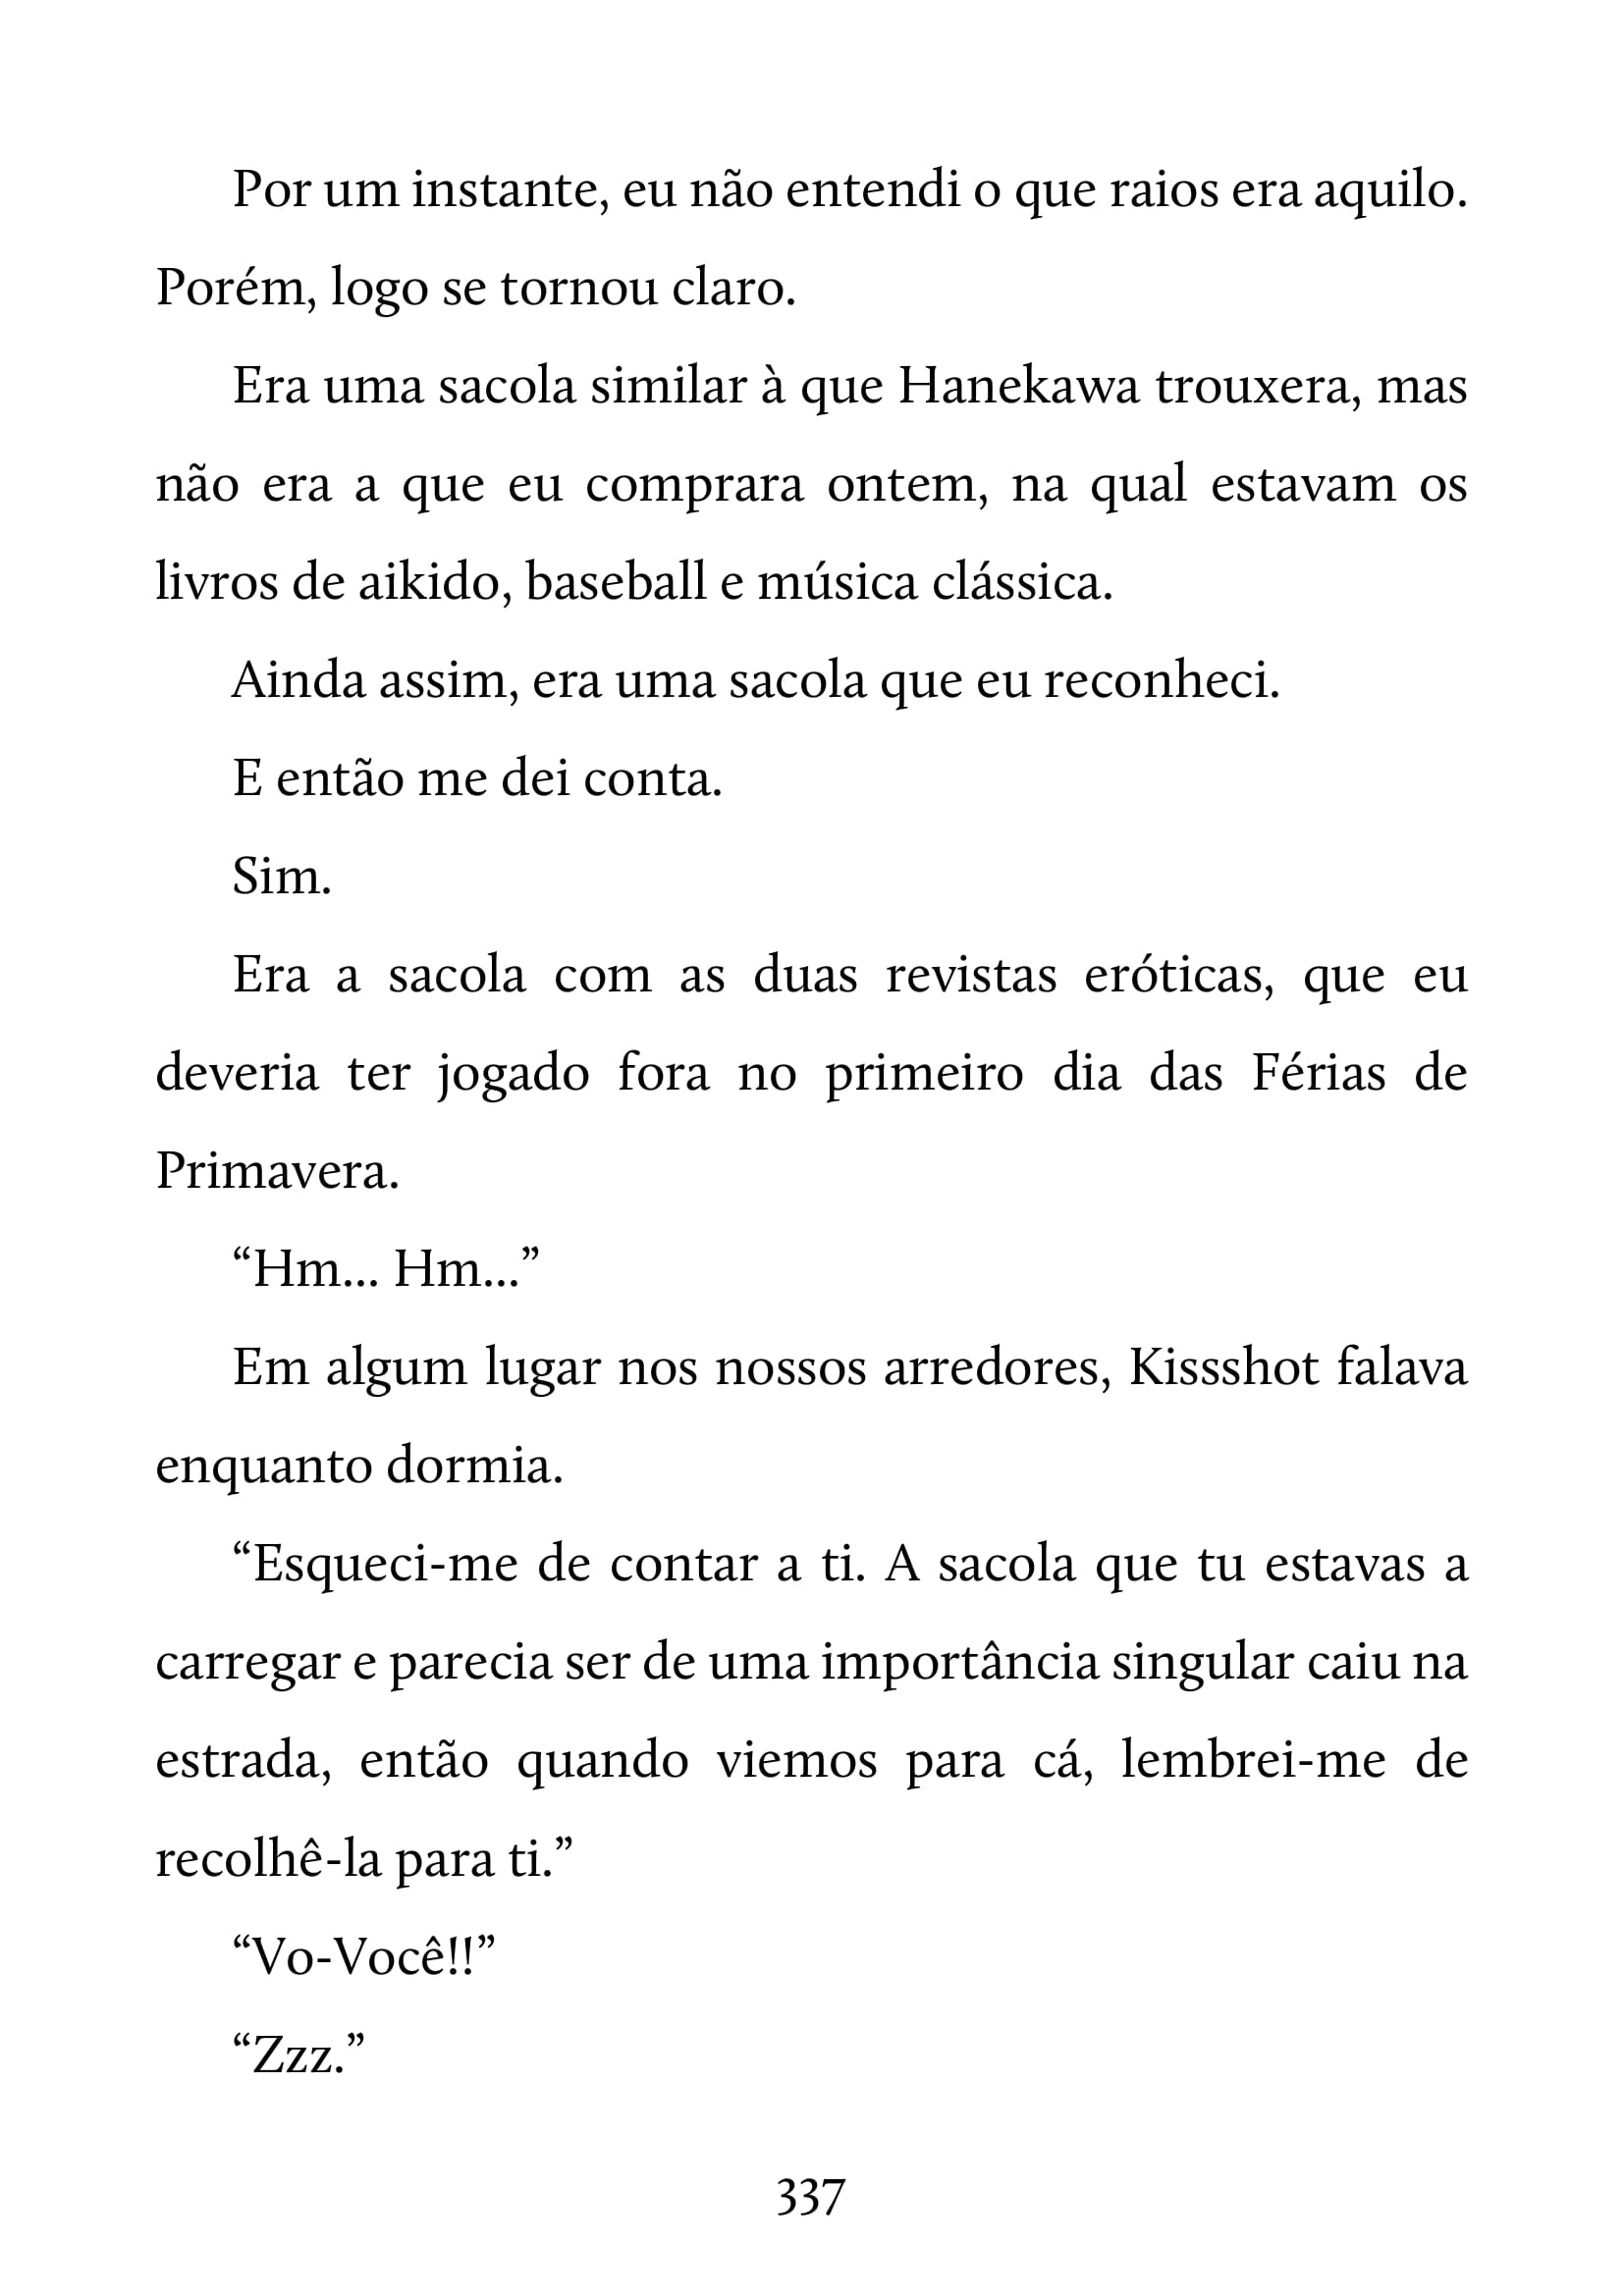 Por um instante, eu não entendi o que raios era aquilo.
Porém, logo se tornou claro.
Era uma sacola similar à que Hanekawa trouxera, mas
não era a que eu comprara ontem, na qual estavam os
livros de aikido, baseball e música clássica.
Ainda assim, era uma sacola que eu reconheci.
E então me dei conta.
Sim.
Era a sacola com as duas revistas eróticas, que eu
deveria ter jogado fora no primeiro dia das Férias de
Primavera.
“Hm... Hm...”
Em algum lugar nos nossos arredores, Kissshot falava
enquanto dormia.
“Esqueci-me de contar a ti. A sacola que tu estavas a
carregar e parecia ser de uma importância singular caiu na
estrada, então quando viemos para cá, lembrei-me de
recolhê-la para ti.”
“Vo-Você!!”
“Zzz.”
337